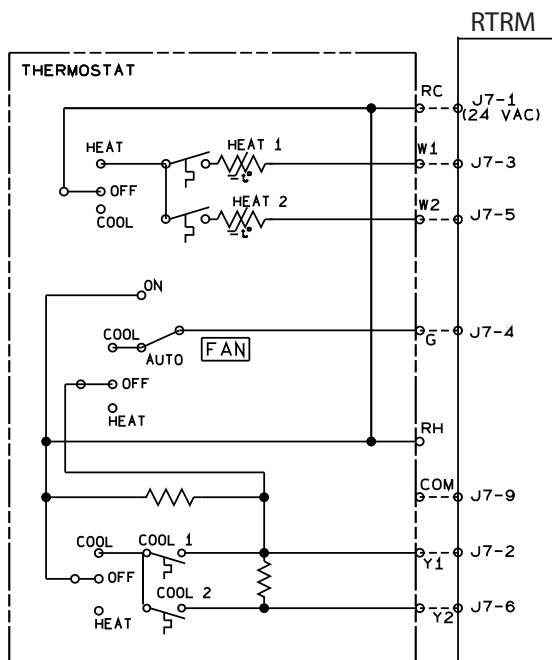 RTRM
THERMOSTAT
RC
J7-1
(24 VAC)
HEAT
HEAT 1
W1
J7-3
OFF
COOL
HEAT 2
W2
J7-5
-t°
-t°
ON
COOL
AUTO
FAN
G
J7-4
OFF
HEAT
RH
COM
J7-9
COOL
COOL 1
Y1
J7-2
OFF
COOL 2
HEAT
Y2
J7-6